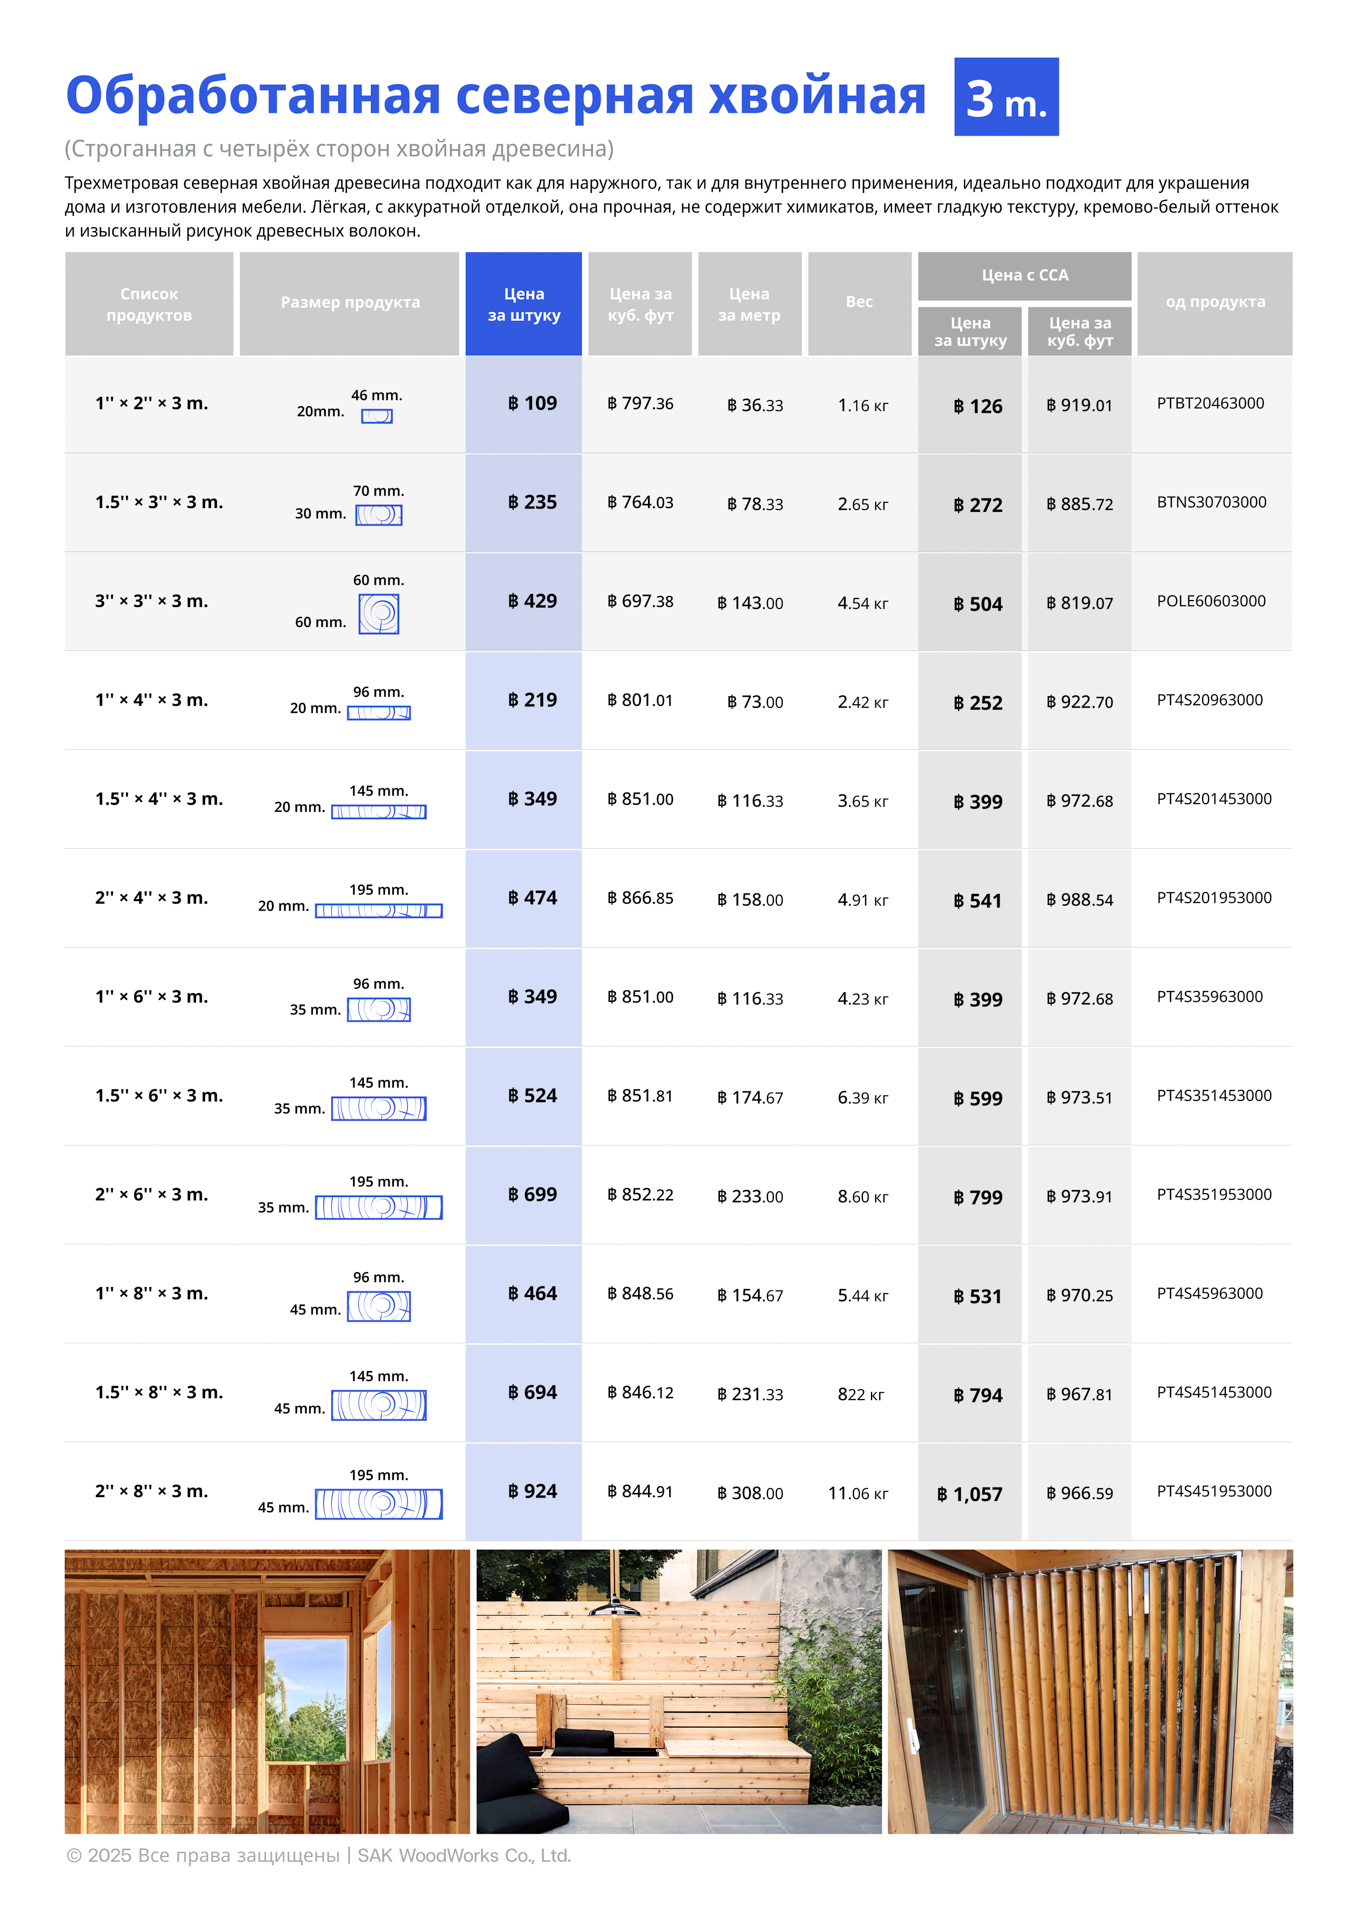 Обработанная северная хвойная 3 m.
(Строганная с четырёх сторон хвойная древесина)
Трехметровая северная хвойная древесина подходит как для наружного, так и для внутреннего применения, идеально подходит для украшения
дома и изготовления мебели. Лёгкая, с аккуратной отделкой, она прочная, не содержит химикатов, имеет гладкую текстуру, кремово-белый оттенок
и изысканный рисунок древесных волокон.
Список продуктов Размер продукта Цена за штуку Цена за куб. фут Цена за метр Вес Цена с CCA од продукта
Цена за штуку Цена за куб. фут
1'' × 2'' × 3 m. 46 mm. 20mm. ฿ 109 ฿ 797.36 ฿ 36.33 1.16 кг ฿ 126 ฿ 919.01 PTBT20463000
1.5'' × 3'' × 3 m. 70 mm. 30 mm. ฿ 235 ฿ 764.03 ฿ 78.33 2.65 кг ฿ 272 ฿ 885.72 BTNS30703000
3'' × 3'' × 3 m. 60 mm. 60 mm. ฿ 429 ฿ 697.38 ฿ 143.00 4.54 кг ฿ 504 ฿ 819.07 POLE60603000
1'' × 4'' × 3 m. 96 mm. 20 mm. ฿ 219 ฿ 801.01 ฿ 73.00 2.42 кг ฿ 252 ฿ 922.70 PT4S20963000
1.5'' × 4'' × 3 m. 145 mm. 20 mm. ฿ 349 ฿ 851.00 ฿ 116.33 3.65 кг ฿ 399 ฿ 972.68 PT4S201453000
2'' × 4'' × 3 m. 195 mm. 20 mm. ฿ 474 ฿ 866.85 ฿ 158.00 4.91 кг ฿ 541 ฿ 988.54 PT4S201953000
1'' × 6'' × 3 m. 96 mm. 35 mm. ฿ 349 ฿ 851.00 ฿ 116.33 4.23 кг ฿ 399 ฿ 972.68 PT4S35963000
1.5'' × 6'' × 3 m. 145 mm. 35 mm. ฿ 524 ฿ 851.81 ฿ 174.67 6.39 кг ฿ 599 ฿ 973.51 PT4S351453000
2'' × 6'' × 3 m. 195 mm. 35 mm. ฿ 699 ฿ 852.22 ฿ 233.00 8.60 кг ฿ 799 ฿ 973.91 PT4S351953000
1'' × 8'' × 3 m. 96 mm. 45 mm. ฿ 464 ฿ 848.56 ฿ 154.67 5.44 кг ฿ 531 ฿ 970.25 PT4S45963000
1.5'' × 8'' × 3 m. 145 mm. 45 mm. ฿ 694 ฿ 846.12 ฿ 231.33 822 кг ฿ 794 ฿ 967.81 PT4S451453000
2'' × 8'' × 3 m. 195 mm. 45 mm. ฿ 924 ฿ 844.91 ฿ 308.00 11.06 кг ฿ 1,057 ฿ 966.59 PT4S451953000
© 2025 Все права защищены | SAK WoodWorks Co., Ltd.